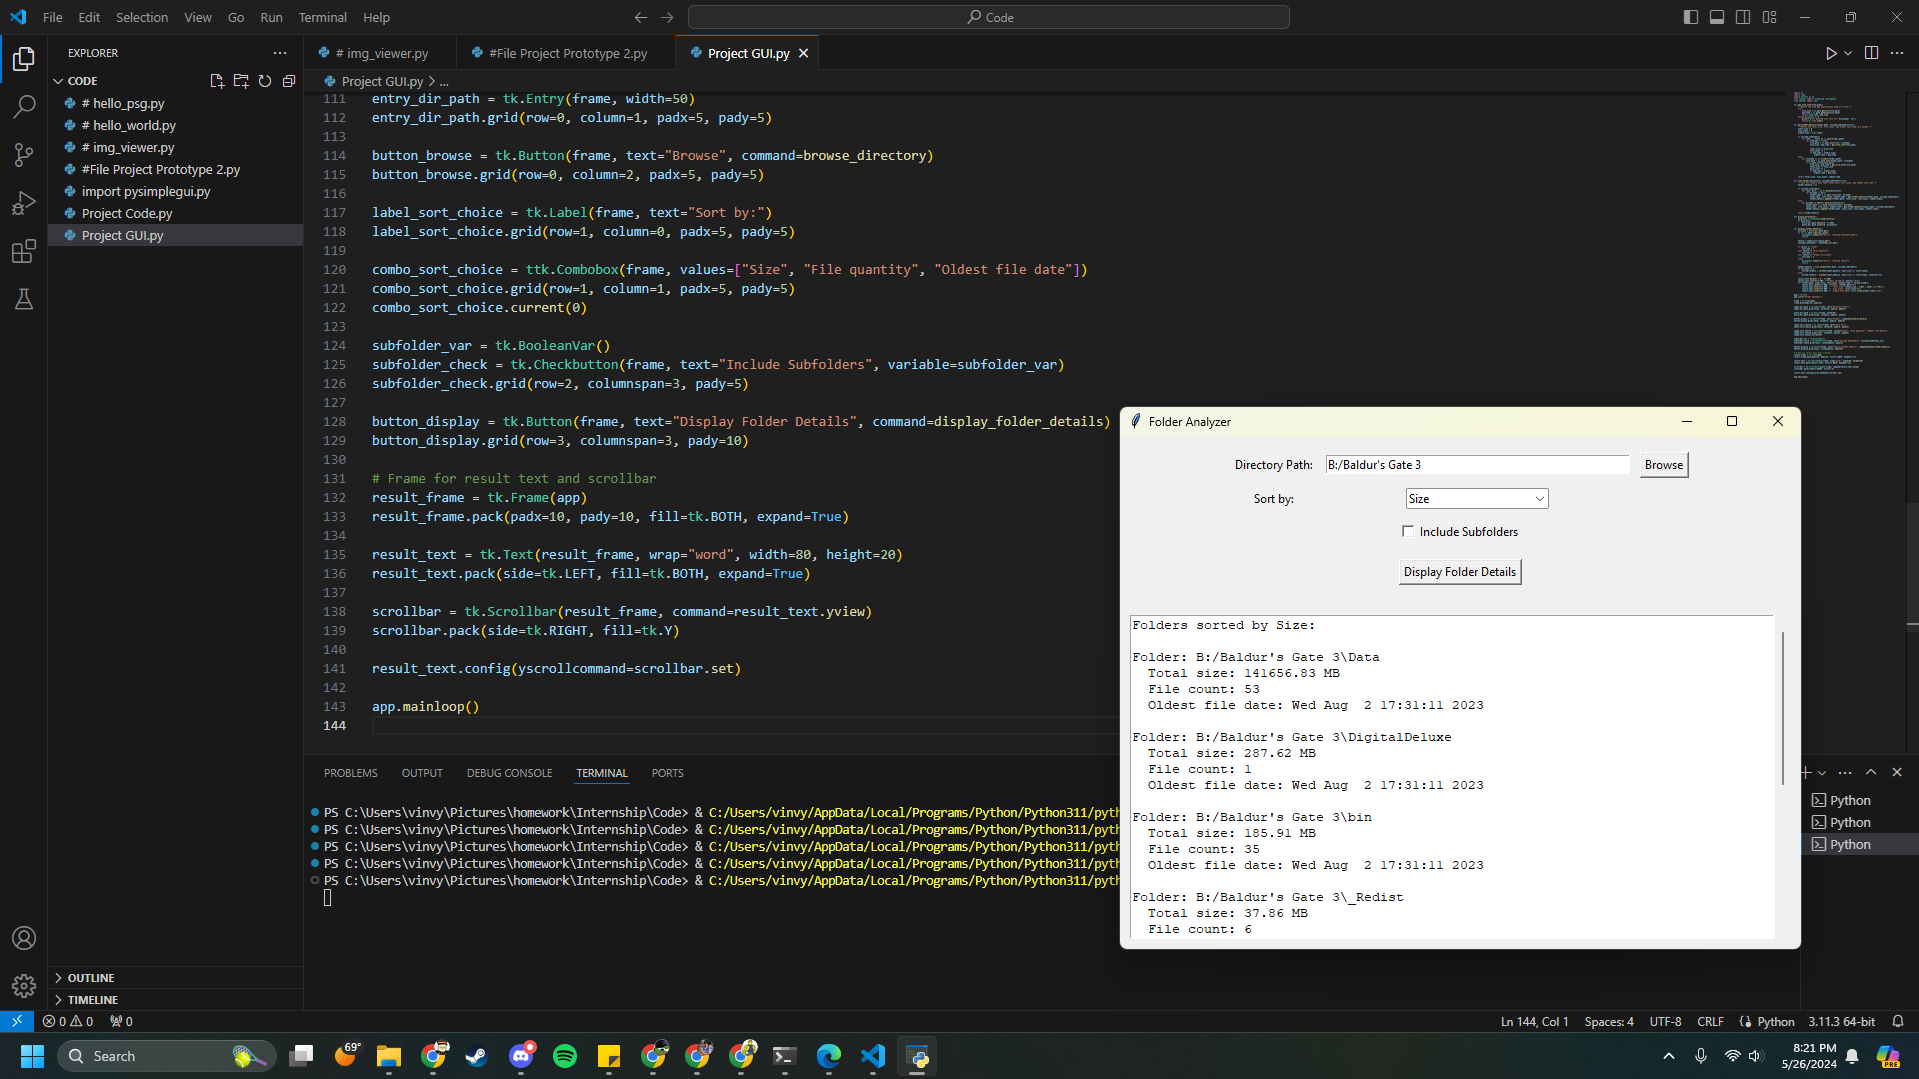 File Edit Selection View Go Run Terminal Help
Code
EXPLORER
CODE
# hello_psg.py
# hello_world.py
# img_viewer.py
#File Project Prototype 2.py
import pysimplegui.py
Project Code.py
Project GUI.py
OUTLINE
TIMELINE
# img_viewer.py
#File Project Prototype 2.py
Project GUI.py
Project GUI.py > ...
111 entry_dir_path = tk.Entry(frame, width=50)
112 entry_dir_path.grid(row=0, column=1, padx=5, pady=5)
113
114 button_browse = tk.Button(frame, text="Browse", command=browse_directory)
115 button_browse.grid(row=0, column=2, padx=5, pady=5)
116
117 label_sort_choice = tk.Label(frame, text="Sort by:")
118 label_sort_choice.grid(row=1, column=0, padx=5, pady=5)
119
120 combo_sort_choice = ttk.Combobox(frame, values=["Size", "File quantity", "Oldest file date"])
121 combo_sort_choice.grid(row=1, column=1, padx=5, pady=5)
122 combo_sort_choice.current(0)
123
124 subfolder_var = tk.BooleanVar()
125 subfolder_check = tk.Checkbutton(frame, text="Include Subfolders", variable=subfolder_var)
126 subfolder_check.grid(row=2, columnspan=3, pady=5)
127
128 button_display = tk.Button(frame, text="Display Folder Details", command=display_folder_details)
129 button_display.grid(row=3, columnspan=3, pady=10)
130
131 # Frame for result text and scrollbar
132 result_frame = tk.Frame(app)
133 result_frame.pack(padx=10, pady=10, fill=tk.BOTH, expand=True)
134
135 result_text = tk.Text(result_frame, wrap="word", width=80, height=20)
136 result_text.pack(side=tk.LEFT, fill=tk.BOTH, expand=True)
137
138 scrollbar = tk.Scrollbar(result_frame, command=result_text.yview)
139 scrollbar.pack(side=tk.RIGHT, fill=tk.Y)
140
141 result_text.config(yscrollcommand=scrollbar.set)
142
143 app.mainloop()
144
PROBLEMS OUTPUT DEBUG CONSOLE TERMINAL PORTS
PS C:\Users\vinvy\Pictures\homework\Internship\Code> & C:/Users/vinvy/AppData/Local/Programs/Python/Python311/pyth
PS C:\Users\vinvy\Pictures\homework\Internship\Code> & C:/Users/vinvy/AppData/Local/Programs/Python/Python311/pyth
PS C:\Users\vinvy\Pictures\homework\Internship\Code> & C:/Users/vinvy/AppData/Local/Programs/Python/Python311/pyth
PS C:\Users\vinvy\Pictures\homework\Internship\Code> & C:/Users/vinvy/AppData/Local/Programs/Python/Python311/pyth
PS C:\Users\vinvy\Pictures\homework\Internship\Code> & C:/Users/vinvy/AppData/Local/Programs/Python/Python311/pyth
Python
Python
Python
Folder Analyzer
Directory Path: B:/Baldur's Gate 3 Browse
Sort by: Size
Include Subfolders
Display Folder Details
Folders sorted by Size:
Folder: B:/Baldur's Gate 3\Data
Total size: 141656.83 MB
File count: 53
Oldest file date: Wed Aug  2 17:31:11 2023
Folder: B:/Baldur's Gate 3\DigitalDeluxe
Total size: 287.62 MB
File count: 1
Oldest file date: Wed Aug  2 17:31:11 2023
Folder: B:/Baldur's Gate 3\bin
Total size: 185.91 MB
File count: 35
Oldest file date: Wed Aug  2 17:31:11 2023
Folder: B:/Baldur's Gate 3\_Redist
Total size: 37.86 MB
File count: 6
0 0 0 Ln 144, Col 1 Spaces: 4 UTF-8 CRLF Python 3.11.3 64-bit
Search 69° 8:21 PM
5/26/2024
PRE